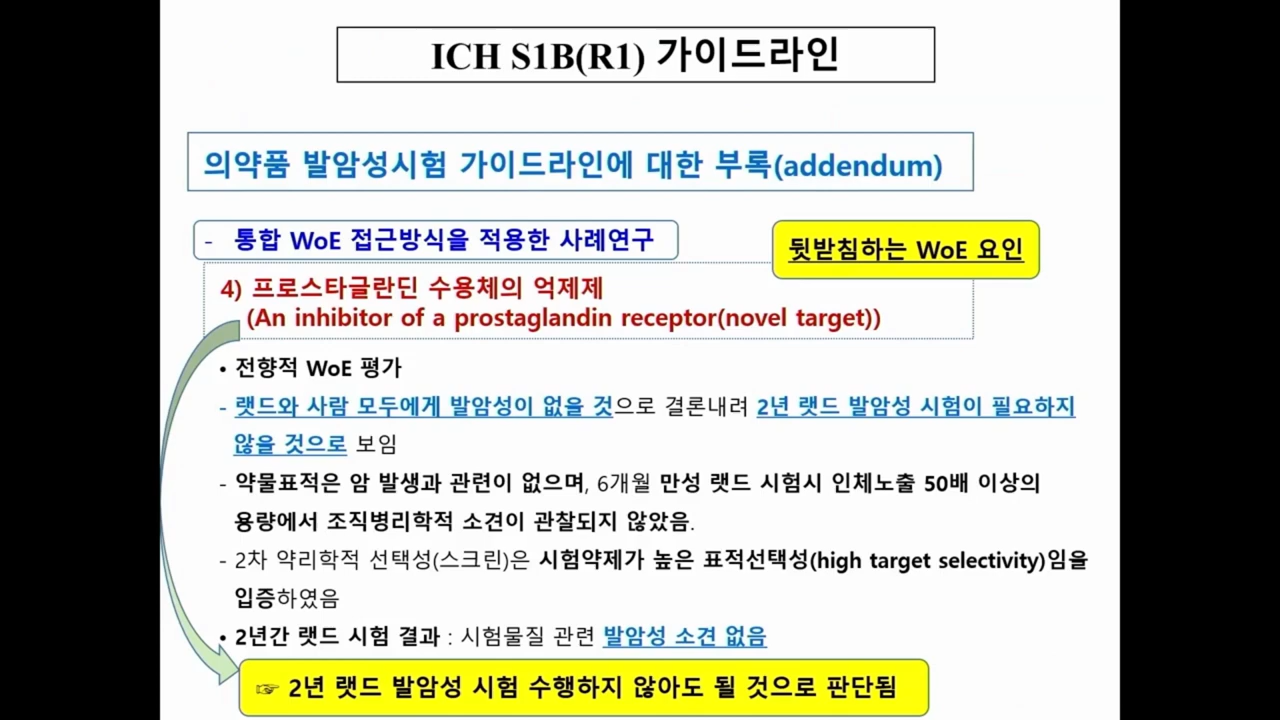 ICH S1B(R1) 가이드라인
의약품 발암성시험 가이드라인에 대한 부록(addendum)
- 통합 WoE 접근방식을 적용한 사례연구
뒷받침하는 WoE 요인
4) 프로스타글란딘 수용체의 억제제
(An inhibitor of a prostaglandin receptor(novel target))
• 전향적 WoE 평가
- 랫드와 사람 모두에게 발암성이 없을 것으로 결론내려 2년 랫드 발암성 시험이 필요하지
않을 것으로 보임
- 약물표적은 암 발생과 관련이 없으며, 6개월 만성 랫드 시험시 인체노출 50배 이상의
용량에서 조직병리학적 소견이 관찰되지 않았음.
- 2차 약리학적 선택성(스크린)은 시험약제가 높은 표적선택성(high target selectivity)임을
입증하였음
• 2년간 랫드 시험 결과 : 시험물질 관련 발암성 소견 없음
☞ 2년 랫드 발암성 시험 수행하지 않아도 될 것으로 판단됨